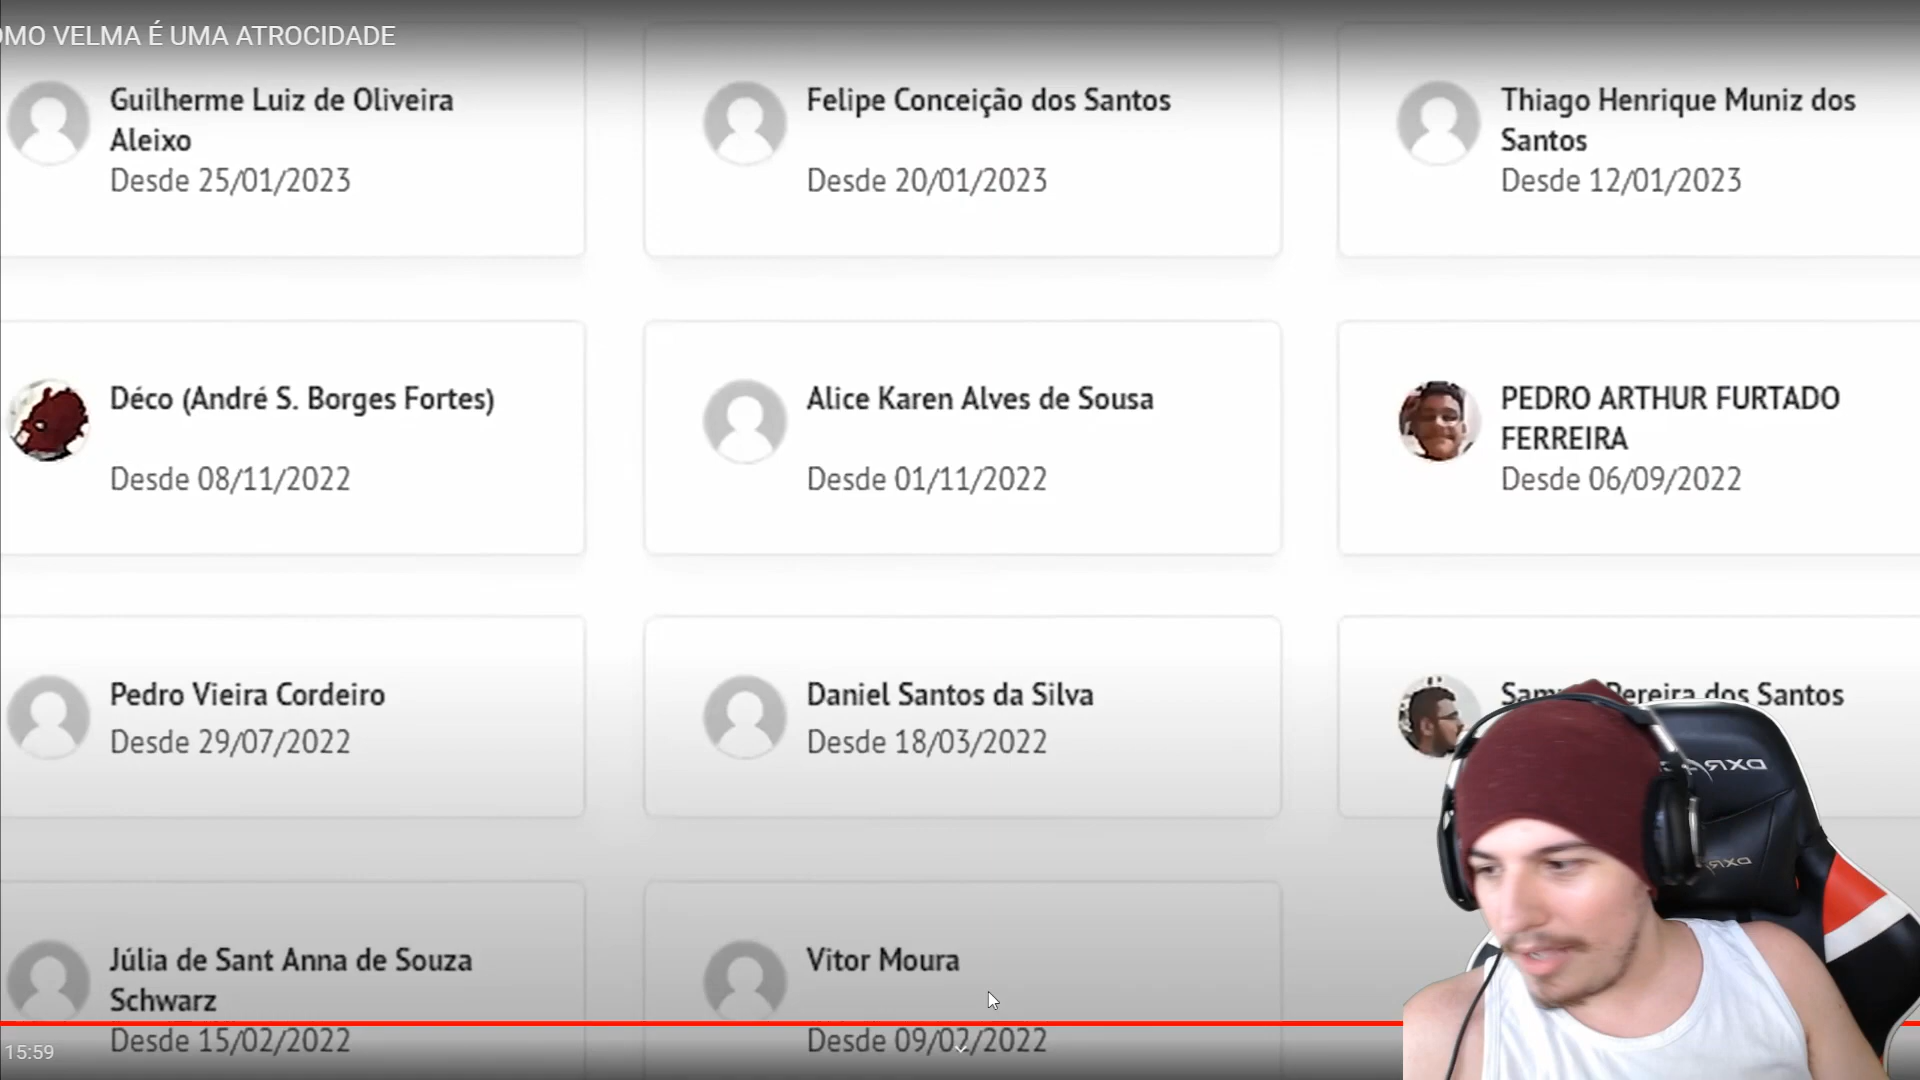 OMO VELMA É UMA ATROCIDADE
Guilherme Luiz de Oliveira
Aleixo
Desde 25/01/2023
Felipe Conceição dos Santos
Desde 20/01/2023
Thiago Henrique Muniz dos
Santos
Desde 12/01/2023
Déco (André S. Borges Fortes)
Desde 08/11/2022
Alice Karen Alves de Sousa
Desde 01/11/2022
PEDRO ARTHUR FURTADO
FERREIRA
Desde 06/09/2022
Pedro Vieira Cordeiro
Desde 29/07/2022
Daniel Santos da Silva
Desde 18/03/2022
Pereira dos Santos
Júlia de Sant Anna de Souza
Schwarz
Desde 15/02/2022
Vitor Moura
Desde 09/02/2022
15:59